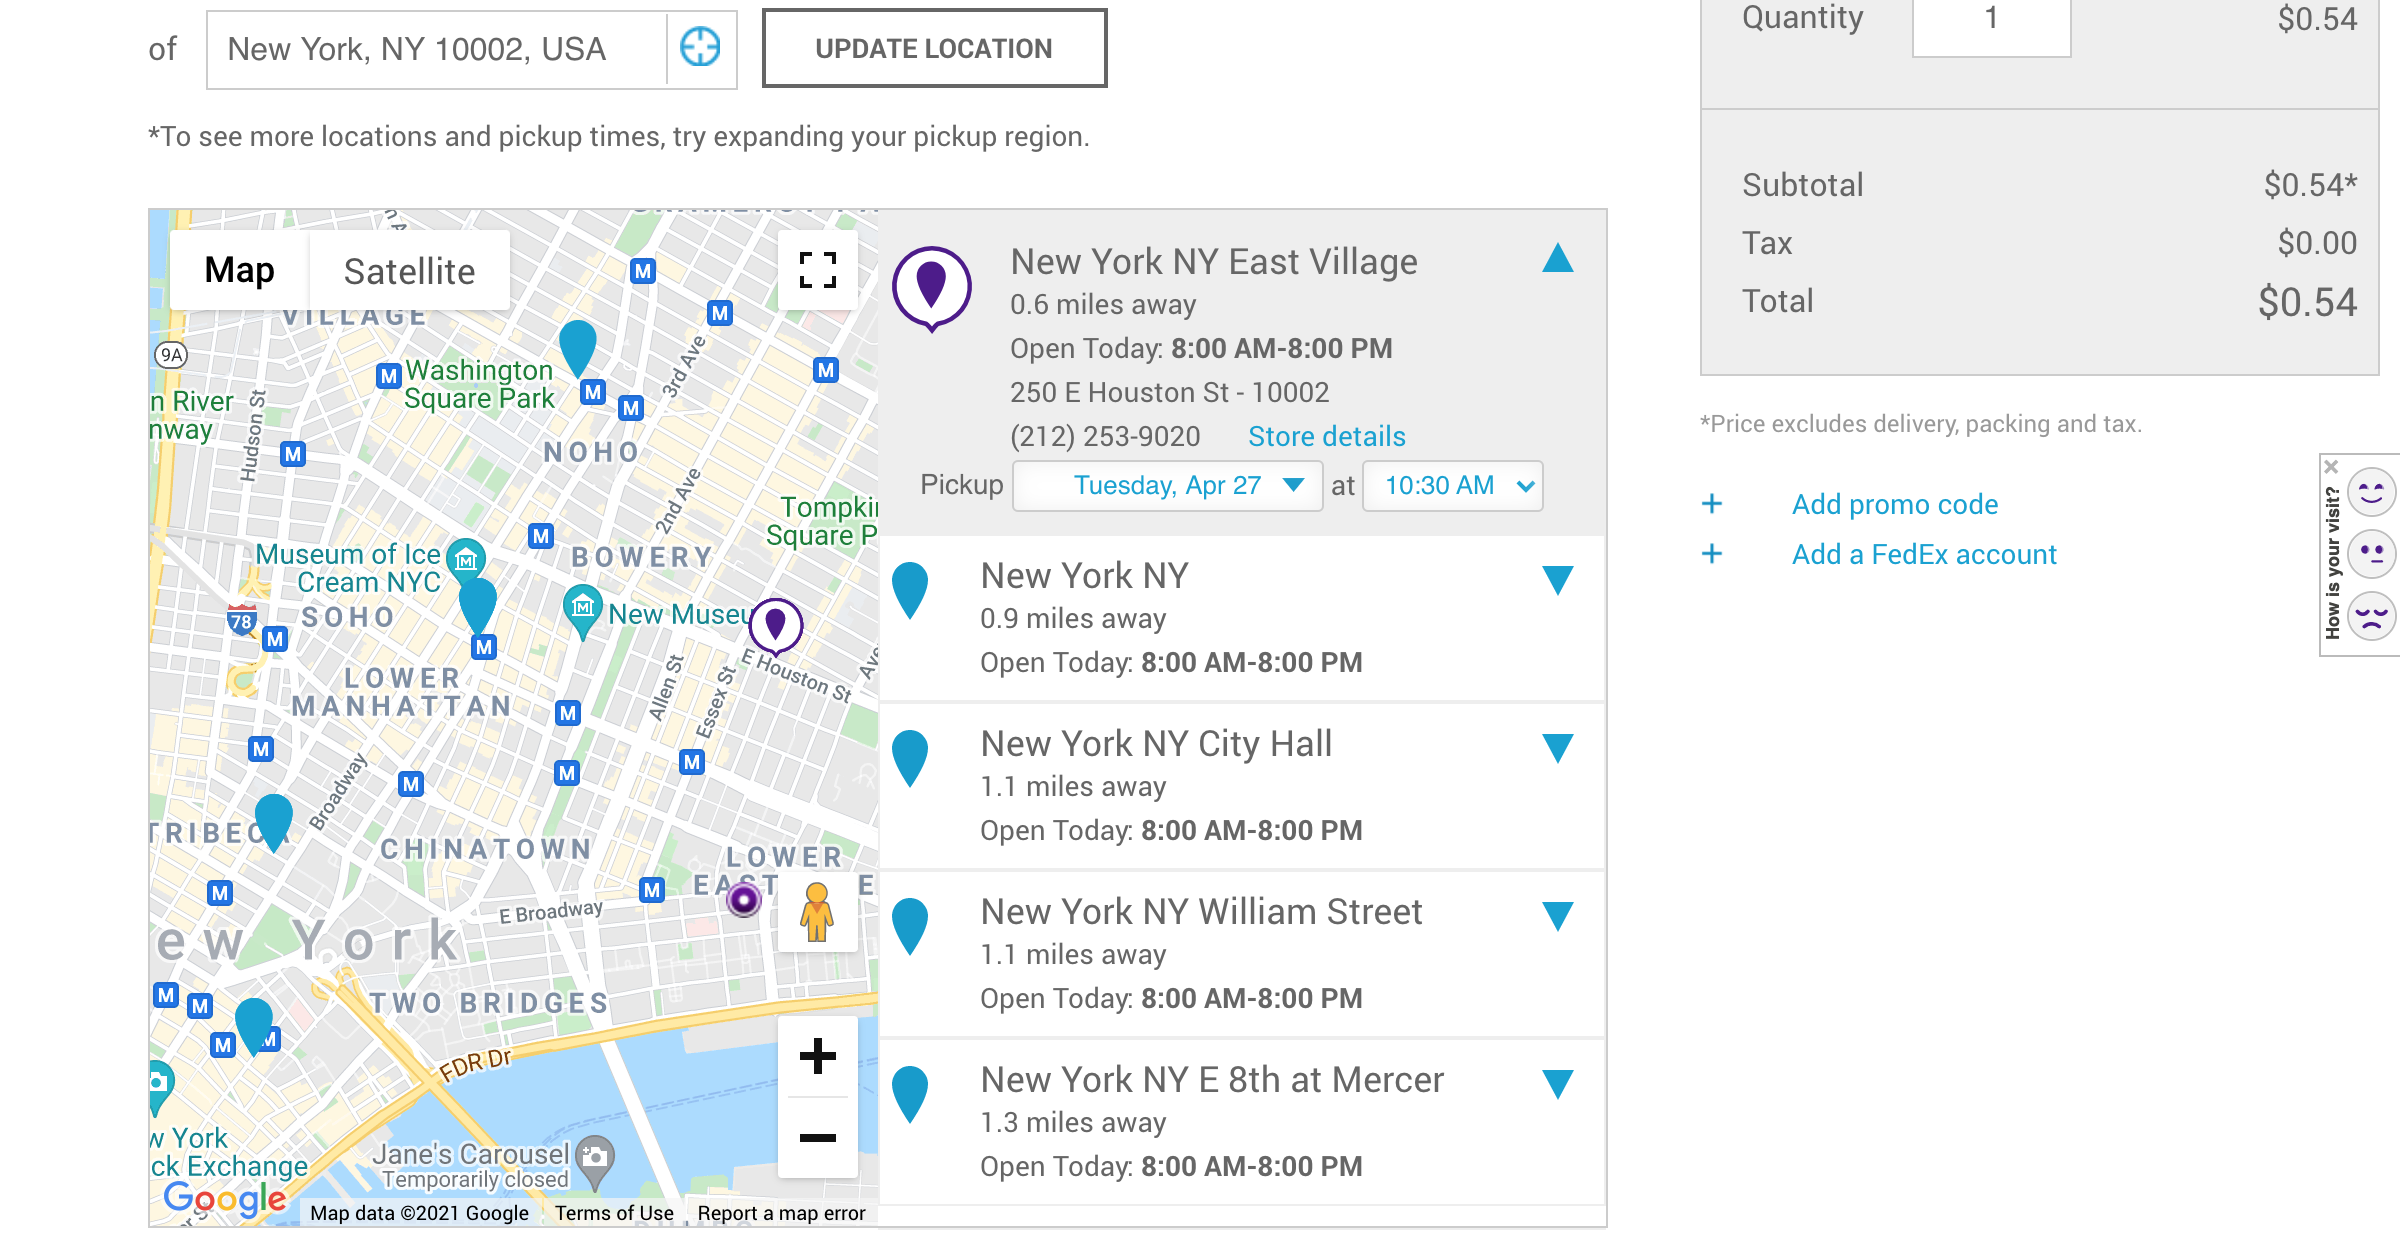 of
New York, NY 10002, USA
UPDATE LOCATION
*To see more locations and pickup times, try expanding your pickup region.
Map
Satellite
VILLAGE
9A
Washington
Square Park
3rd Ave
n River
nway
Hudson St
NOHO
2nd Ave
Square P
Museum of Ice
Cream NYC
BOWERY
SOHO
78
E Houston St
Allen St
Essex St
LOWER
MANHATTAN
Broadway
CHINATOWN
LOWER
E Broadway
ew York
TWO BRIDGES
FDR Dr
w York
ck Exchange
Jane's Carousel
Temporarily closed
Google
Map data ©2021 Google
Terms of Use
Report a map error
New York NY East Village
0.6 miles away
Open Today: 8:00 AM-8:00 PM
250 E Houston St - 10002
(212) 253-9020
Store details
Pickup
Tuesday, Apr 27
at
10:30 AM
New York NY
0.9 miles away
Open Today: 8:00 AM-8:00 PM
New York NY City Hall
1.1 miles away
Open Today: 8:00 AM-8:00 PM
New York NY William Street
1.1 miles away
Open Today: 8:00 AM-8:00 PM
New York NY E 8th at Mercer
1.3 miles away
Open Today: 8:00 AM-8:00 PM
Quantity
1
$0.54
Subtotal
$0.54*
Tax
$0.00
Total
$0.54
*Price excludes delivery, packing and tax.
+ Add promo code
+ Add a FedEx account
How is your visit?